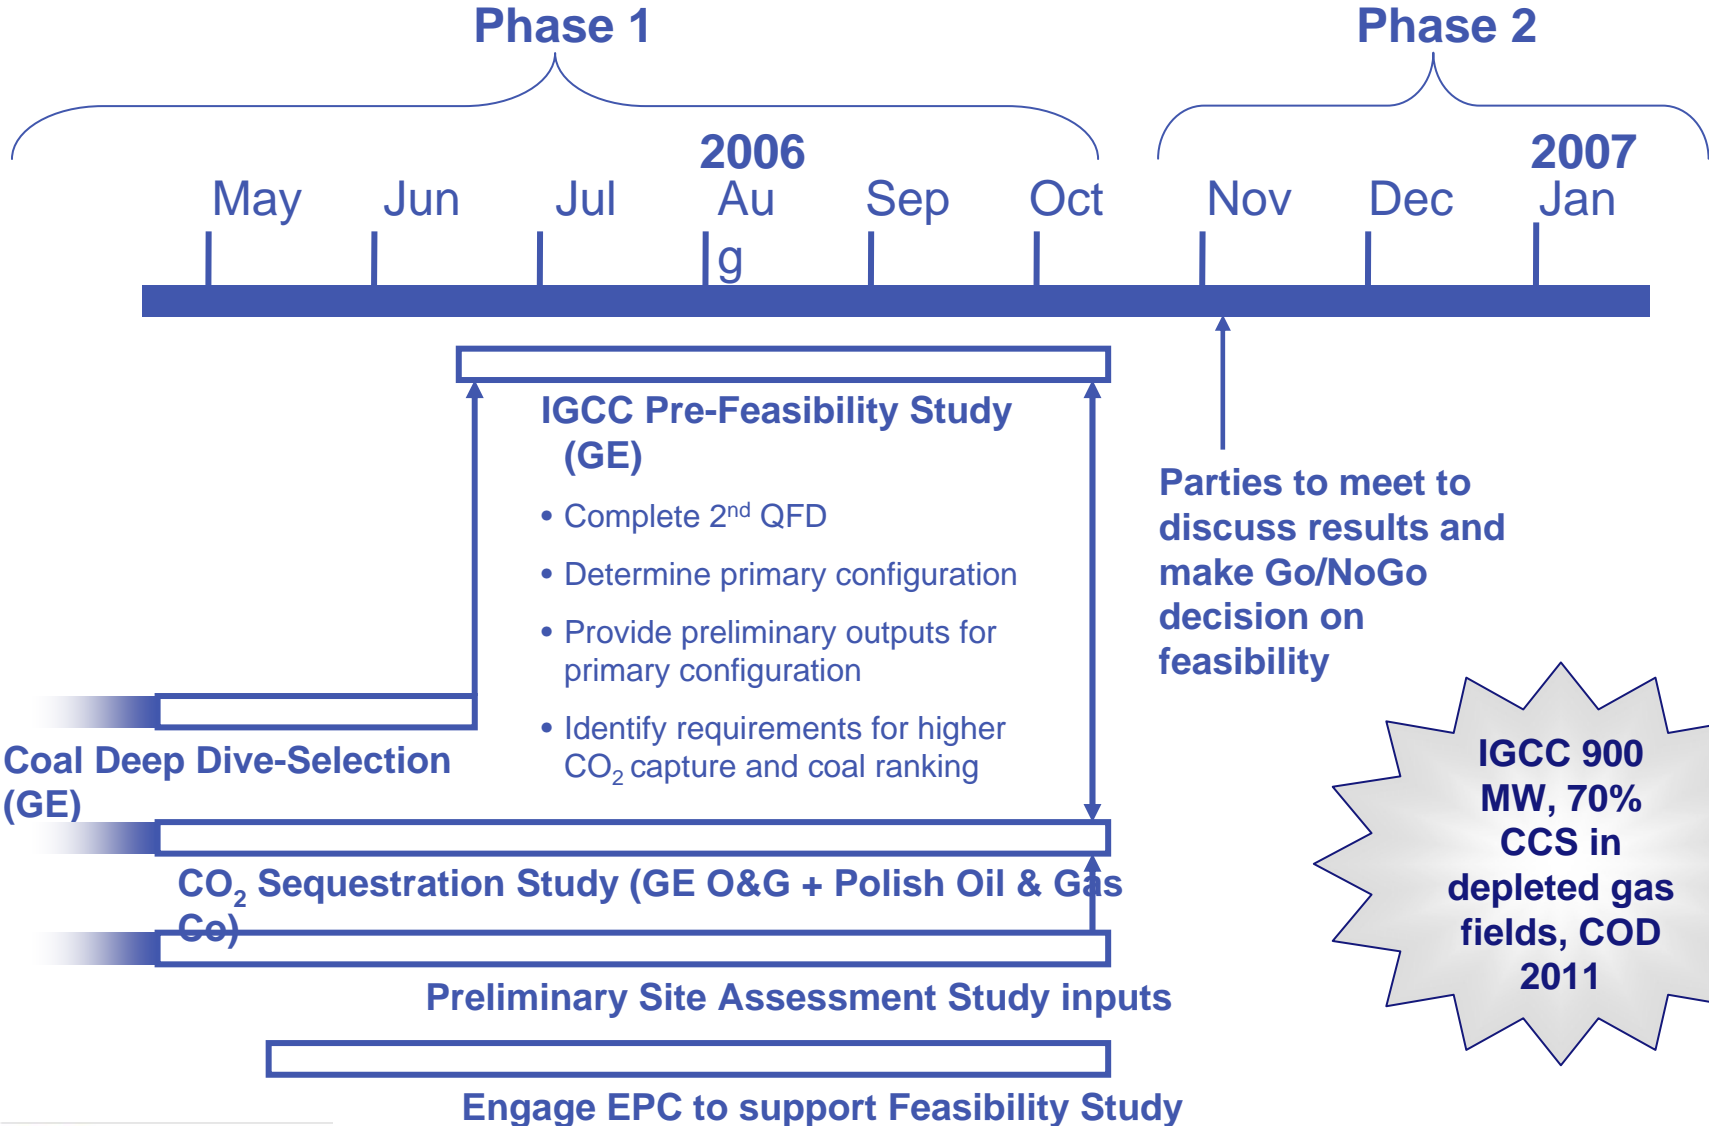 Phase 1
Phase 2
2006
2007
May Jun Jul Au Sep Oct Nov Dec Jan
g
IGCC Pre-Feasibility Study
(GE)
• Complete 2nd QFD
• Determine primary configuration
• Provide preliminary outputs for
primary configuration
• Identify requirements for higher
CO2 capture and coal ranking
Parties to meet to
discuss results and
make Go/NoGo
decision on
feasibility
Coal Deep Dive-Selection
(GE)
CO2 Sequestration Study (GE O&G + Polish Oil & Gas
Co)
Preliminary Site Assessment Study inputs
Engage EPC to support Feasibility Study
IGCC 900
MW, 70%
CCS in
depleted gas
fields, COD
2011